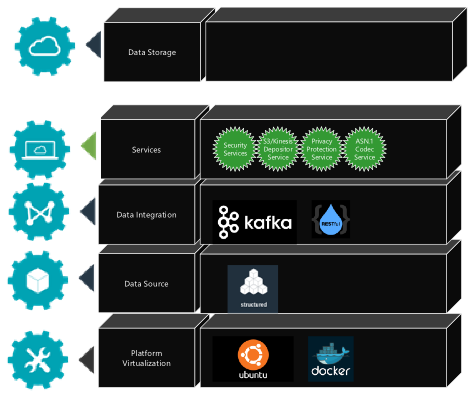 Data Storage
Services
Security
Services
S3/Kinesis
Depositor
Service
Privacy
Protection
Service
ASN.1
Codec
Service
Data Integration
kafka
{REST:}
Data Source
structured
Platform
Virtualization
ubuntu
docker